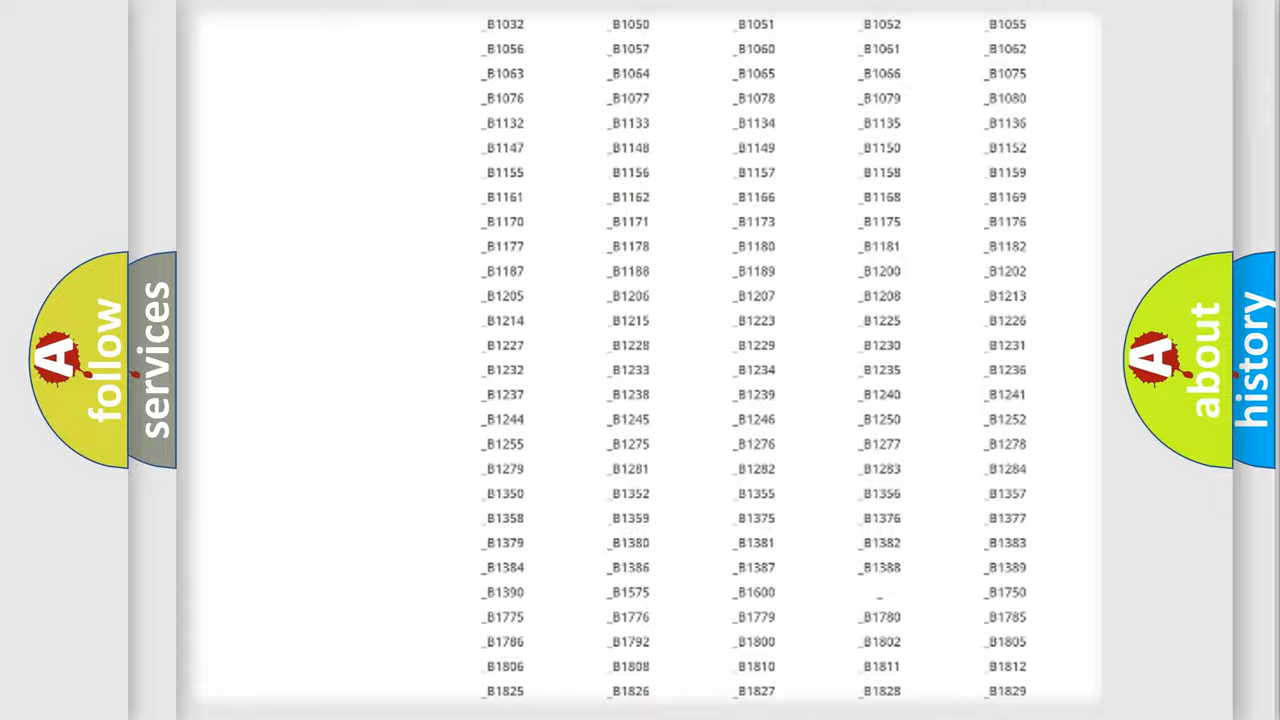 _B1032 _B1050 _B1051 _B1052 _B1055
_B1056 _B1057 _B1060 _B1061 _B1062
_B1063 _B1064 _B1065 _B1066 _B1075
_B1076 _B1077 _B1078 _B1079 _B1080
_B1132 _B1133 _B1134 _B1135 _B1136
_B1147 _B1148 _B1149 _B1150 _B1152
_B1155 _B1156 _B1157 _B1158 _B1159
_B1161 _B1162 _B1166 _B1168 _B1169
_B1170 _B1171 _B1173 _B1175 _B1176
_B1177 _B1178 _B1180 _B1181 _B1182
_B1187 _B1188 _B1189 _B1200 _B1202
_B1205 _B1206 _B1207 _B1208 _B1213
_B1214 _B1215 _B1223 _B1225 _B1226
_B1227 _B1228 _B1229 _B1230 _B1231
_B1232 _B1233 _B1234 _B1235 _B1236
_B1237 _B1238 _B1239 _B1240 _B1241
_B1244 _B1245 _B1246 _B1250 _B1252
_B1255 _B1275 _B1276 _B1277 _B1278
_B1279 _B1281 _B1282 _B1283 _B1284
_B1350 _B1352 _B1355 _B1356 _B1357
_B1358 _B1359 _B1375 _B1376 _B1377
_B1379 _B1380 _B1381 _B1382 _B1383
_B1384 _B1386 _B1387 _B1388 _B1389
_B1390 _B1575 _B1600 _ _B1750
_B1775 _B1776 _B1779 _B1780 _B1785
_B1786 _B1792 _B1800 _B1802 _B1805
_B1806 _B1808 _B1810 _B1811 _B1812
_B1825 _B1826 _B1827 _B1828 _B1829
A follow
services
A about
history